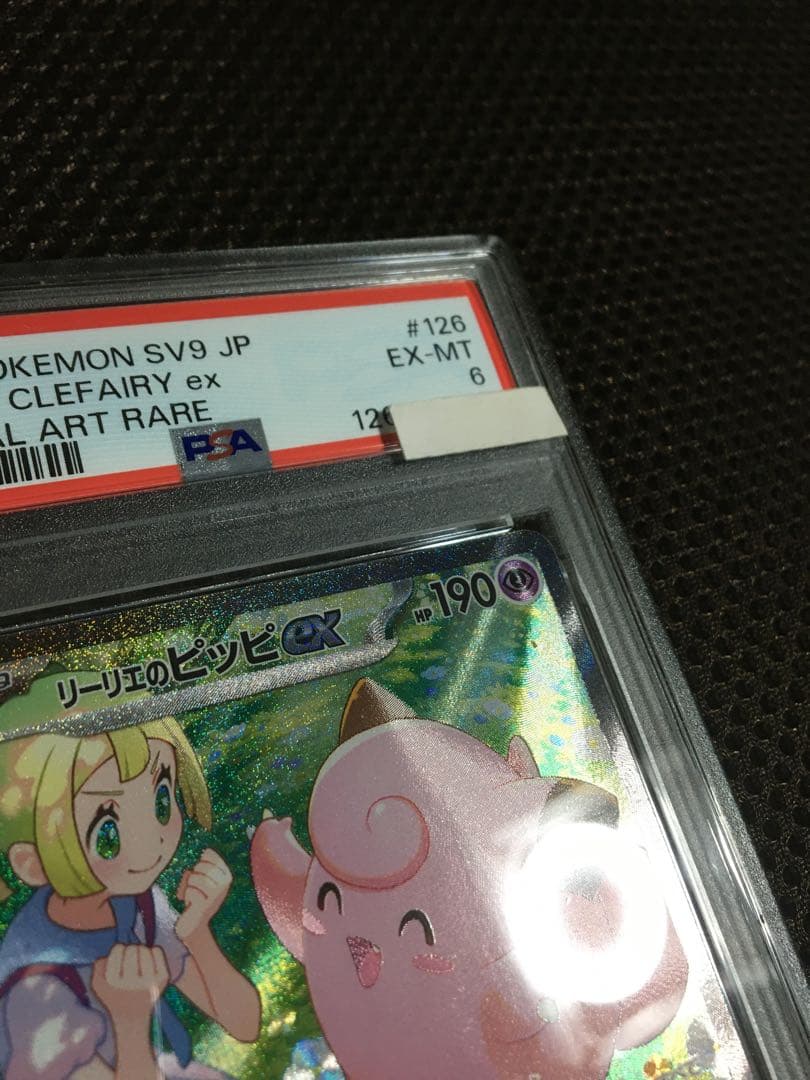 #126
OKEMON SV9 JP
EX-MT
CLEFAIRY ex
6
AL ART RARE
126
PSA
リーリエのピッピex
HP190